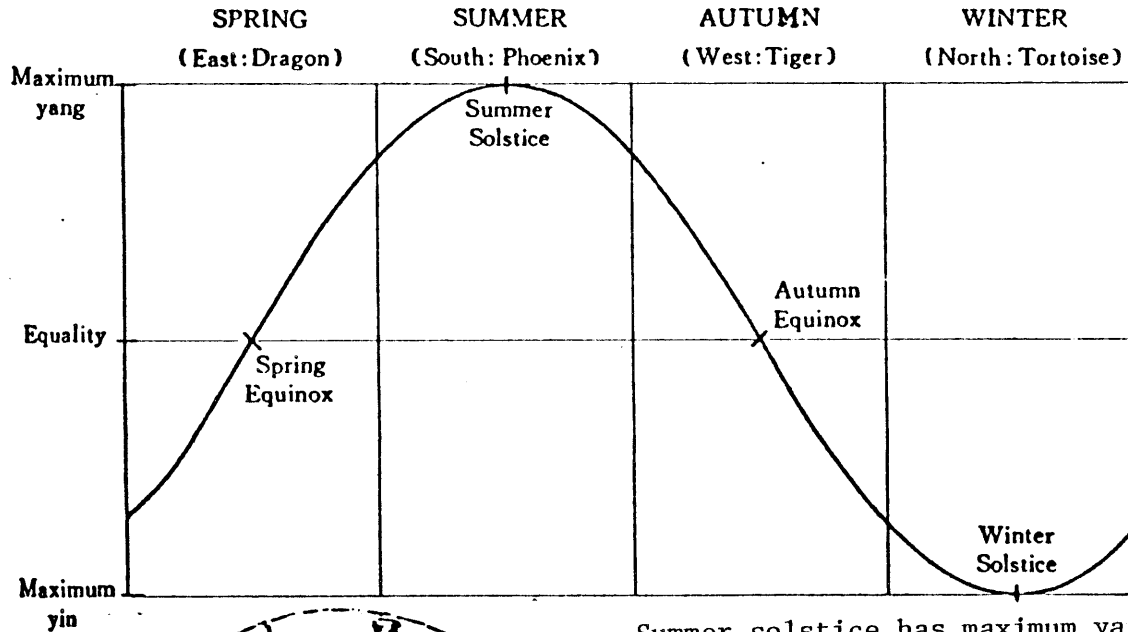 SPRING SUMMER AUTUMN WINTER
(East: Dragon) (South: Phoenix) (West: Tiger) (North: Tortoise)
Maximum
yang
Summer
Solstice
Equality
Spring
Equinox
Autumn
Equinox
Winter
Solstice
Maximum
yin
Summer solstice has maximum